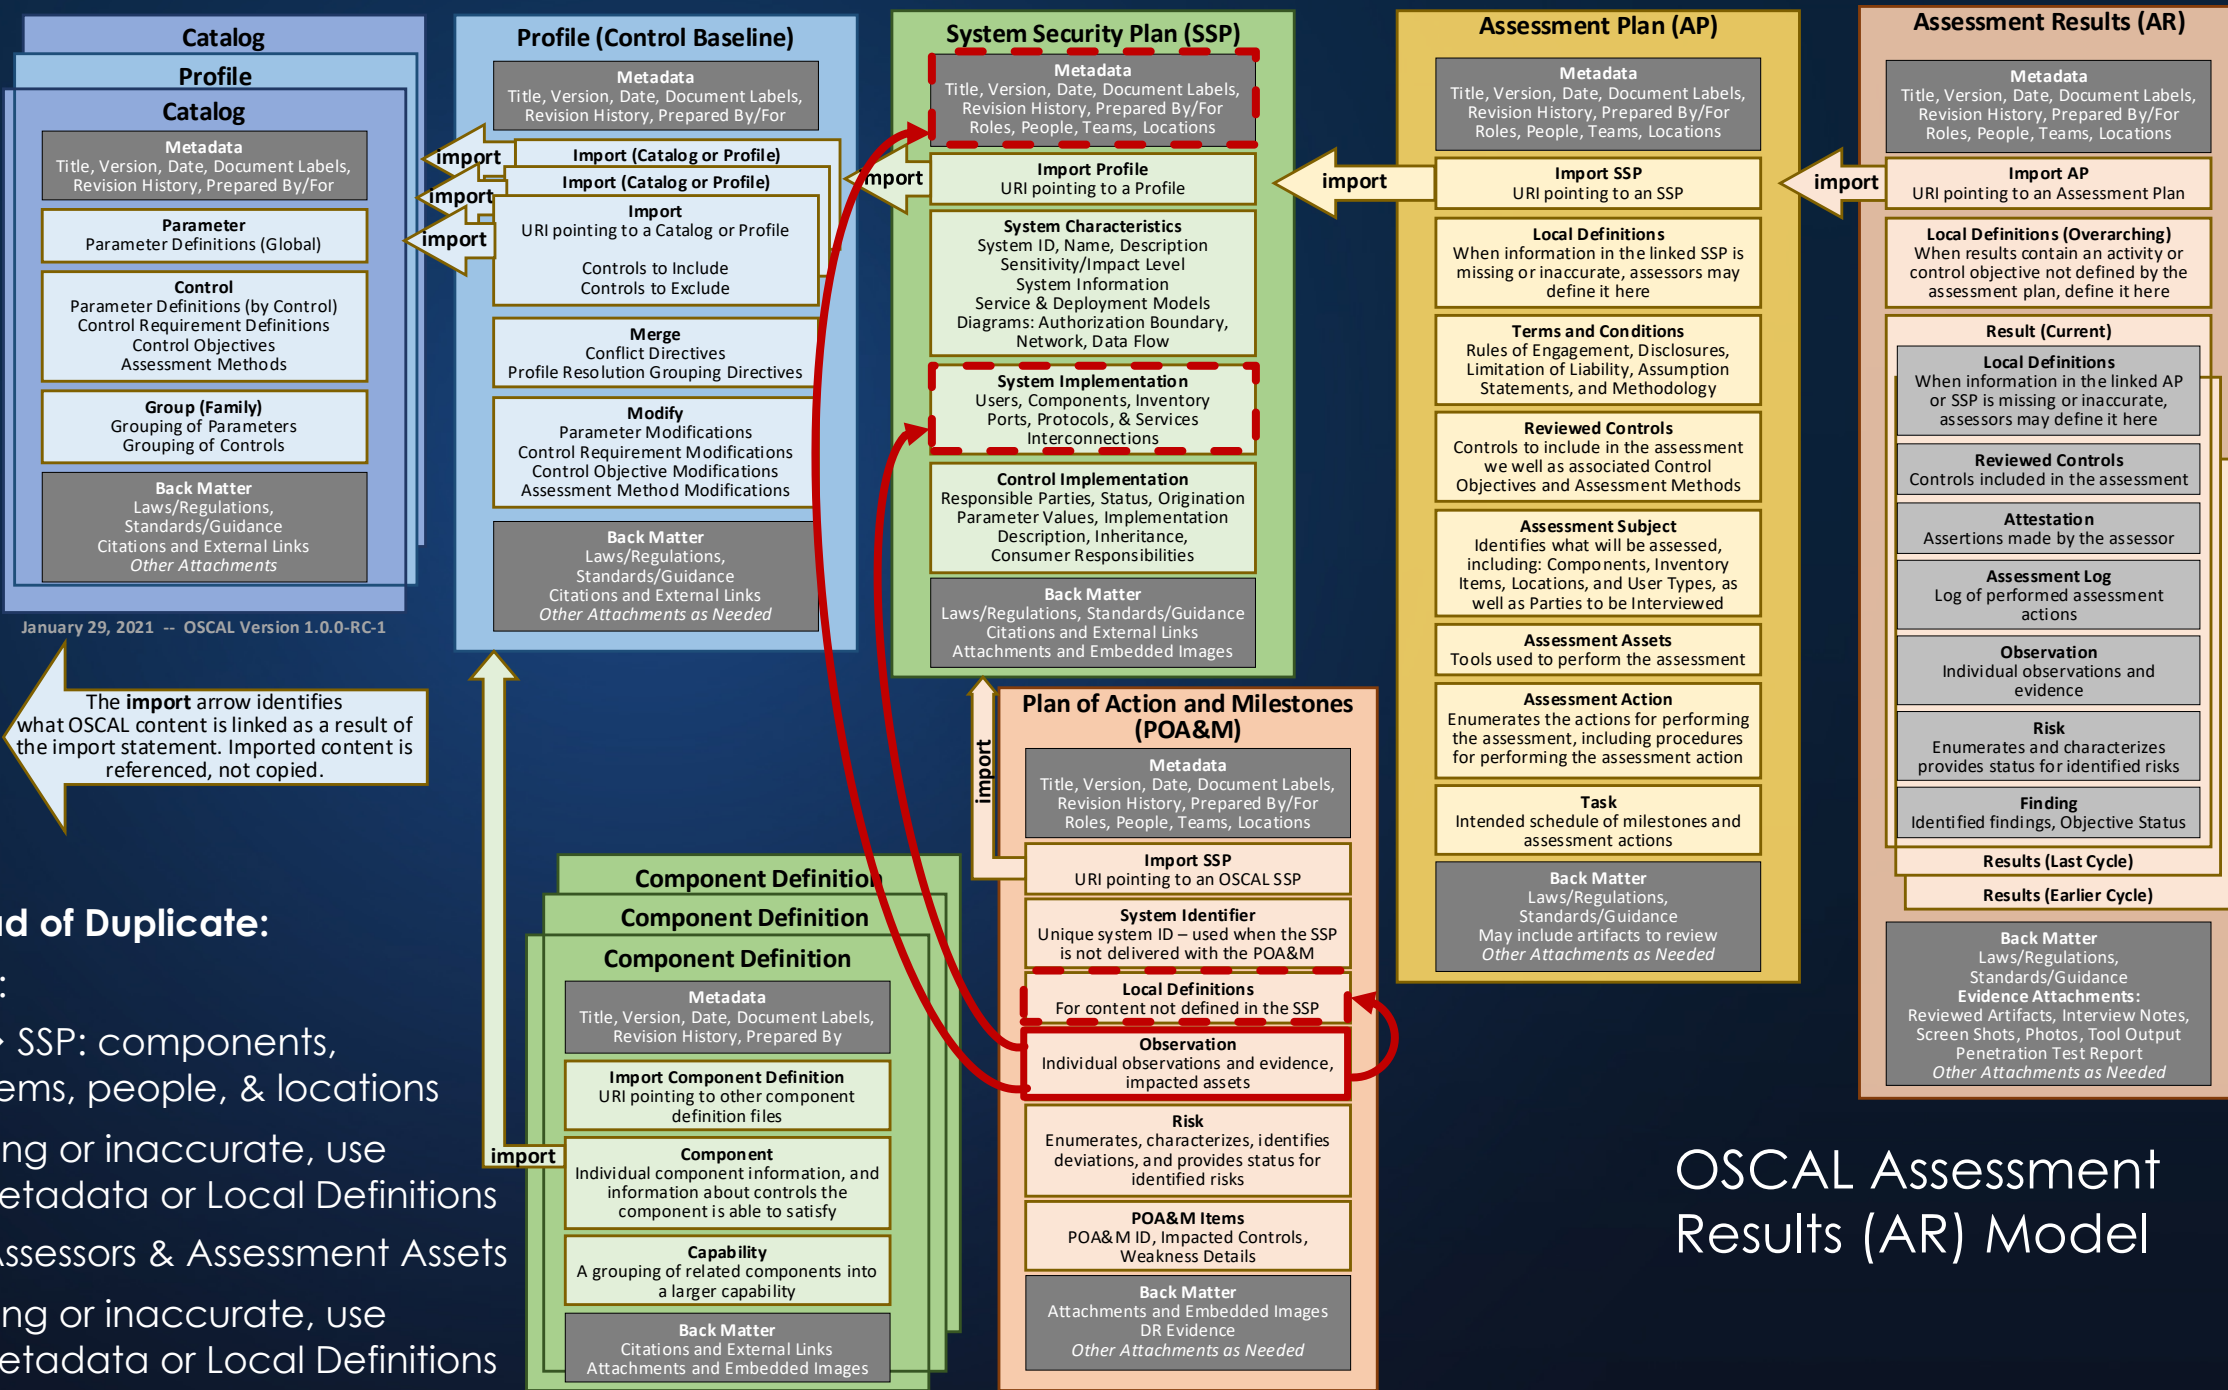 Catalog
Profile
Catalog
Metadata
Title, Version, Date, Document Labels,
Revision History, Prepared By/For
Parameter
Parameter Definitions (Global)
Control
Parameter Definitions (by Control)
Control Requirement Definitions
Control Objectives
Assessment Methods
Group (Family)
Grouping of Parameters
Grouping of Controls
Back Matter
Laws/Regulations,
Standards/Guidance
Citations and External Links
Other Attachments
January 29, 2021 -- OSCAL Version 1.0.0-RC-1
The import arrow identifies
what OSCAL content is linked as a result of
the import statement. Imported content is
referenced, not copied.
Profile (Control Baseline)
Metadata
Title, Version, Date, Document Labels,
Revision History, Prepared By/For
import
Import (Catalog or Profile)
import
Import (Catalog or Profile)
import
Import
URI pointing to a Catalog or Profile
Controls to Include
Controls to Exclude
Merge
Conflict Directives
Profile Resolution Grouping Directives
Modify
Parameter Modifications
Control Requirement Modifications
Control Objective Modifications
Assessment Method Modifications
Back Matter
Laws/Regulations,
Standards/Guidance
Citations and External Links
Other Attachments as Needed
System Security Plan (SSP)
Metadata
Title, Version, Date, Document Labels,
Revision History, Prepared By/For
Roles, People, Teams, Locations
import
Import Profile
URI pointing to a Profile
System Characteristics
System ID, Name, Description
Sensitivity/Impact Level
System Information
Service & Deployment Models
Diagrams: Authorization Boundary,
Network, Data Flow
System Implementation
Users, Components, Inventory
Ports, Protocols, & Services
Interconnections
Control Implementation
Responsible Parties, Status, Origination
Parameter Values, Implementation
Description, Inheritance,
Consumer Responsibilities
Back Matter
Laws/Regulations, Standards/Guidance
Citations and External Links
Attachments and Embedded Images
Assessment Plan (AP)
Metadata
Title, Version, Date, Document Labels,
Revision History, Prepared By/For
Roles, People, Teams, Locations
import
Import SSP
URI pointing to an SSP
Local Definitions
When information in the linked SSP is
missing or inaccurate, assessors may
define it here
Terms and Conditions
Rules of Engagement, Disclosures,
Limitation of Liability, Assumption
Statements, and Methodology
Reviewed Controls
Controls to include in the assessment
we well as associated Control
Objectives and Assessment Methods
Assessment Subject
Identifies what will be assessed,
including: Components, Inventory
Items, Locations, and User Types, as
well as Parties to be Interviewed
Assessment Assets
Tools used to perform the assessment
Assessment Action
Enumerates the actions for performing
the assessment, including procedures
for performing the assessment action
Task
Intended schedule of milestones and
assessment actions
Back Matter
Laws/Regulations,
Standards/Guidance
May include artifacts to review
Other Attachments as Needed
Assessment Results (AR)
Metadata
Title, Version, Date, Document Labels,
Revision History, Prepared By/For
Roles, People, Teams, Locations
import
Import AP
URI pointing to an Assessment Plan
Local Definitions (Overarching)
When results contain an activity or
control objective not defined by the
assessment plan, define it here
Result (Current)
Local Definitions
When information in the linked AP
or SSP is missing or inaccurate,
assessors may define it here
Reviewed Controls
Controls included in the assessment
Attestation
Assertions made by the assessor
Assessment Log
Log of performed assessment
actions
Observation
Individual observations and
evidence
Risk
Enumerates and characterizes
provides status for identified risks
Finding
Identified findings, Objective Status
Results (Last Cycle)
Results (Earlier Cycle)
Back Matter
Laws/Regulations,
Standards/Guidance
Evidence Attachments:
Reviewed Artifacts, Interview Notes,
Screen Shots, Photos, Tool Output
Penetration Test Report
Other Attachments as Needed
Component Definition
Component Definition
Component Definition
Metadata
Title, Version, Date, Document Labels,
Revision History, Prepared By
Import Component Definition
URI pointing to other component
definition files
import
Component
Individual component information, and
information about controls the
component is able to satisfy
Capability
A grouping of related components into
a larger capability
Back Matter
Citations and External Links
Attachments and Embedded Images
Plan of Action and Milestones
(POA&M)
Metadata
Title, Version, Date, Document Labels,
Revision History, Prepared By/For
Roles, People, Teams, Locations
import
Import SSP
URI pointing to an OSCAL SSP
System Identifier
Unique system ID – used when the SSP
is not delivered with the POA&M
Local Definitions
For content not defined in the SSP
Observation
Individual observations and evidence,
impacted assets
Risk
Enumerates, characterizes, identifies
deviations, and provides status for
identified risks
POA&M Items
POA&M ID, Impacted Controls,
Weakness Details
Back Matter
Attachments and Embedded Images
DR Evidence
Other Attachments as Needed
of Duplicate:
:
SSP: components,
people, & locations
or inaccurate, use
or Local Definitions
Assessors & Assessment Assets
or inaccurate, use
or Local Definitions
OSCAL Assessment
Results (AR) Model